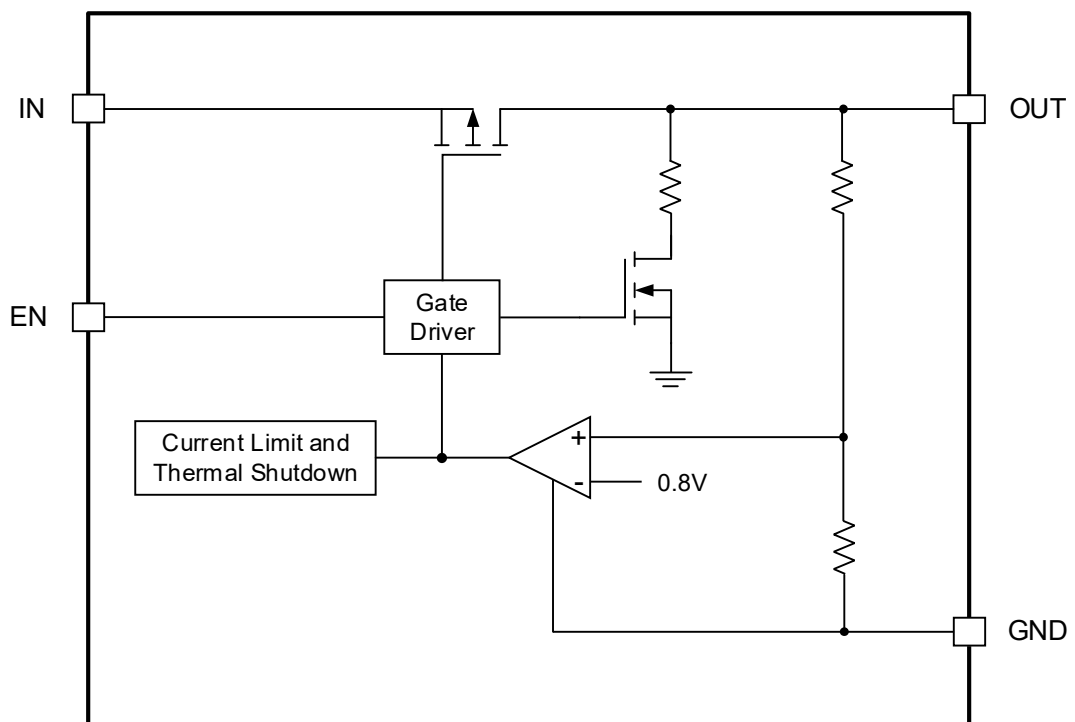 IN
OUT
EN
Gate
Driver
Current Limit and
Thermal Shutdown
+
-
0.8V
GND